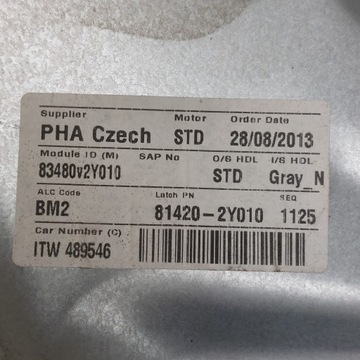 Supplier Motor Order Date
PHA Czech STD 28/08/2013
Module ID (M) SAP No O/S HDL I/S HDL
83480v2Y010 STD Gray_N
ALC Code Latch PN SEQ
BM2 81420-2Y010 1125
Car Number (C)
ITW 489546